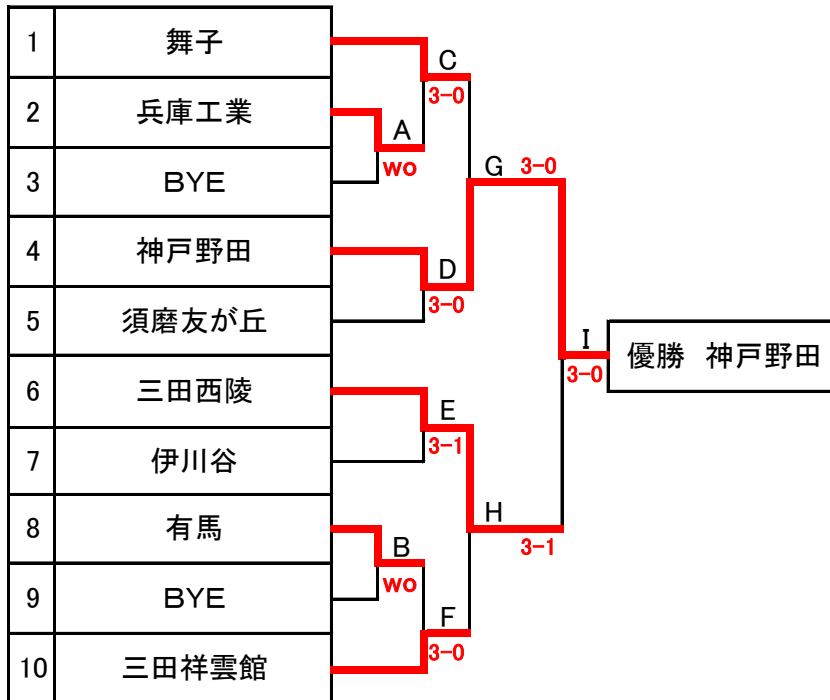 1 舞子
C
3-0
2 兵庫工業
A
wo
3 BYE
G 3-0
4 神戸野田
D
3-0
5 須磨友が丘
I
3-0
優勝 神戸野田
6 三田西陵
E
3-1
7 伊川谷
8 有馬
H
3-1
B
wo
9 BYE
F
3-0
10 三田祥雲館